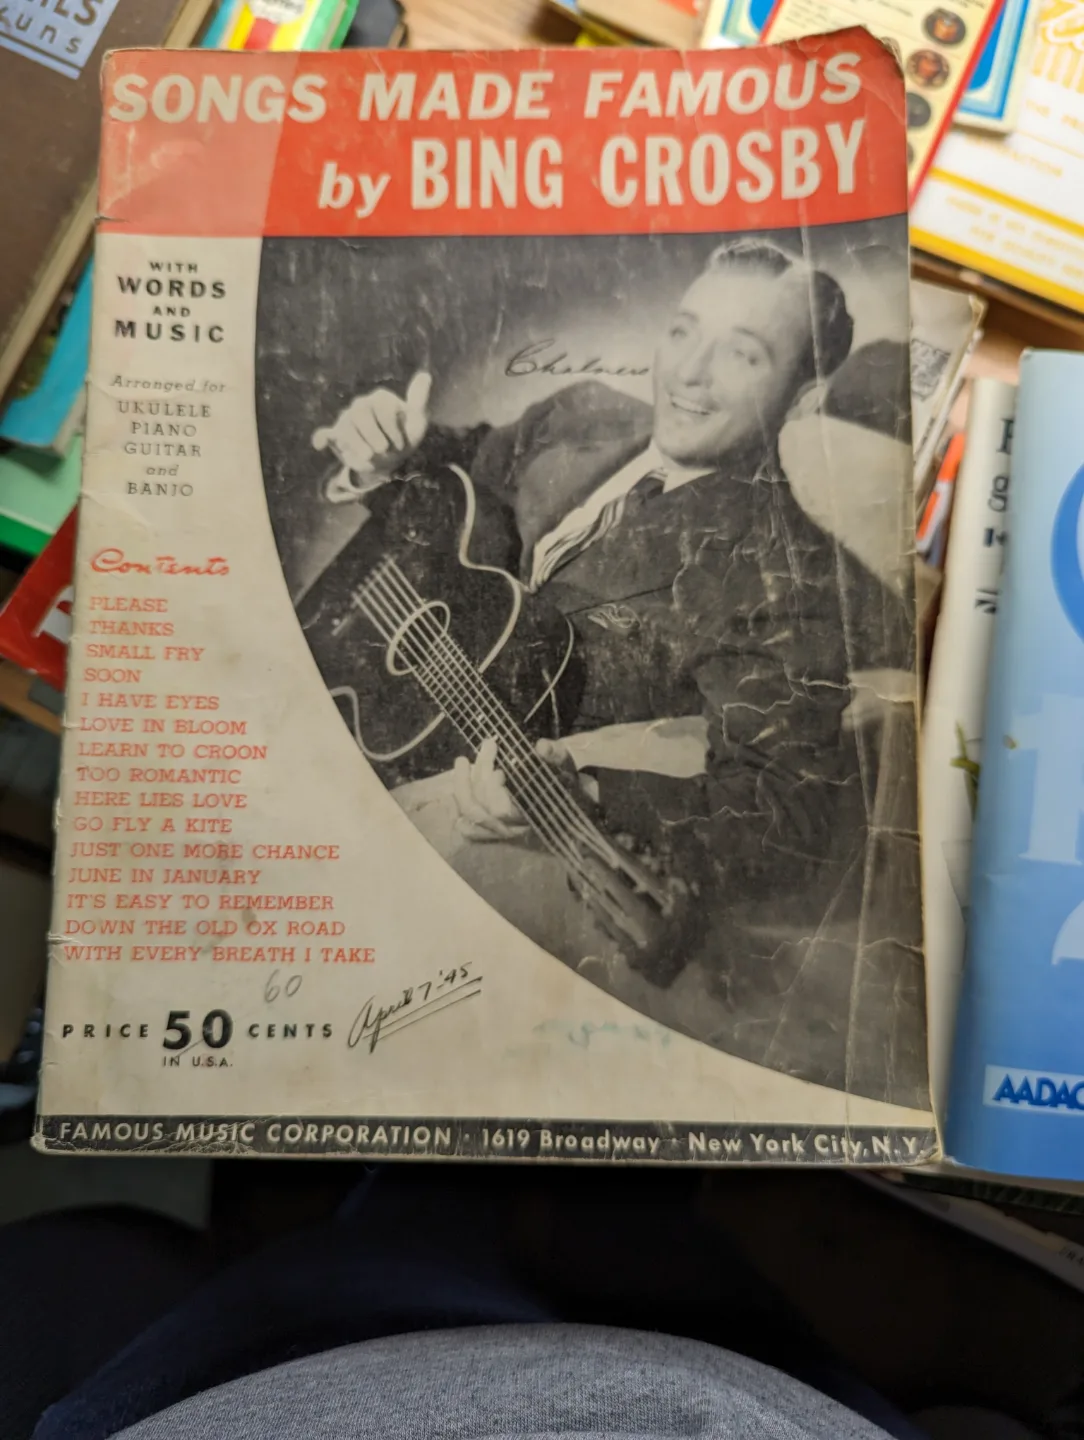 SONGS MADE FAMOUS
by BING CROSBY
WITH
WORDS
AND
MUSIC
Arranged for
UKULELE
PIANO
GUITAR
and
BANJO
Chalmers
Contents
PLEASE
THANKS
SMALL FRY
SOON
I HAVE EYES
LOVE IN BLOOM
LEARN TO CROON
TOO ROMANTIC
HERE LIES LOVE
GO FLY A KITE
JUST ONE MORE CHANCE
JUNE IN JANUARY
IT'S EASY TO REMEMBER
DOWN THE OLD OX ROAD
WITH EVERY BREATH I TAKE
60
April 7 '45
PRICE 50 CENTS
IN U.S.A.
FAMOUS MUSIC CORPORATION · 1619 Broadway · New York City, N. Y.
AADAC